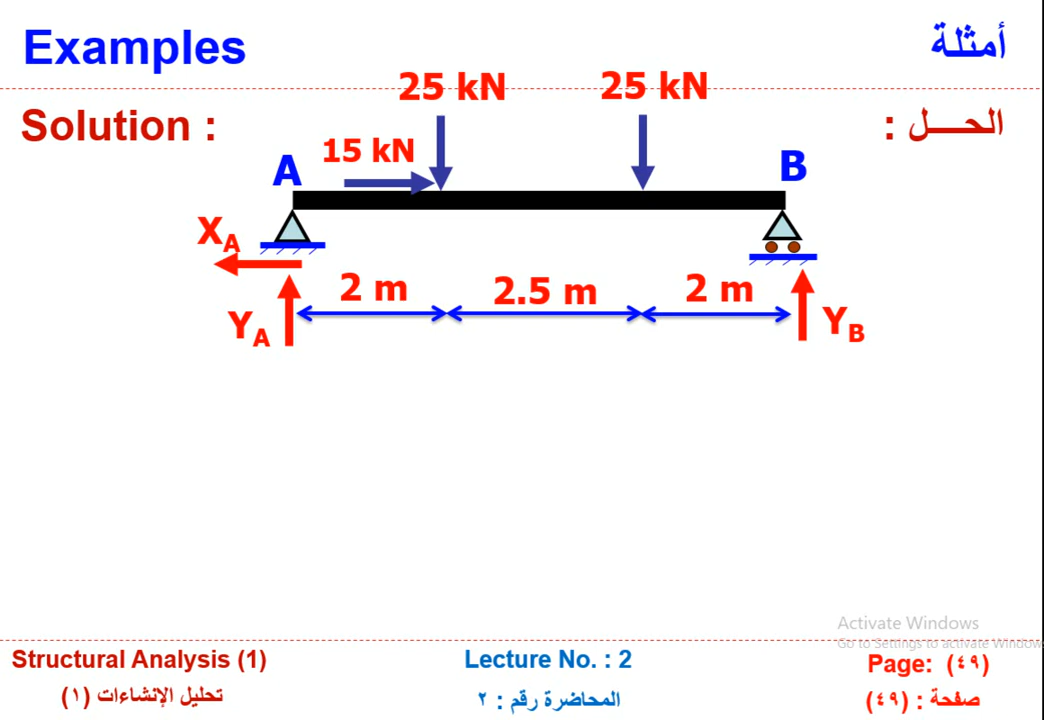 Examples
أمثلة
25 kN
25 kN
Solution :
الحـــــل :
15 kN
A
B
XA
2 m
2.5 m
2 m
YA
YB
Activate Windows
Go to Settings to activate Window
Structural Analysis (1)
Lecture No. : 2
Page: (٤٩)
تحليل الإنشاءات (١)
المحاضرة رقم : ٢
صفحة : (٤٩)